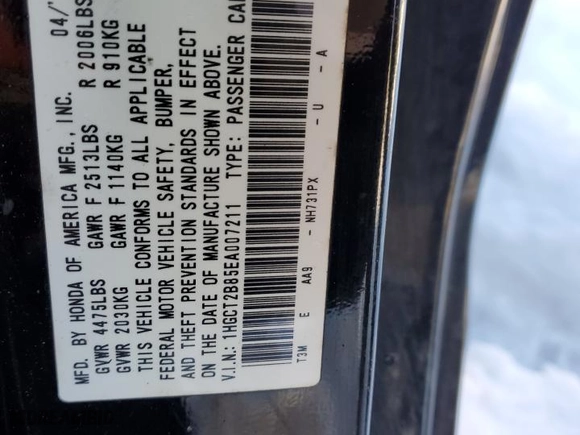 MFD. BY HONDA OF AMERICA MFG., INC. 04/
GVWR 4475LBS GAWR F 2513LBS R 2006LBS
GVWR 2030KG GAWR F 1140KG R 910KG
THIS VEHICLE CONFORMS TO ALL APPLICABLE
FEDERAL MOTOR VEHICLE SAFETY, BUMPER,
AND THEFT PREVENTION STANDARDS IN EFFECT
ON THE DATE OF MANUFACTURE SHOWN ABOVE.
V.I.N.: 1HGCT2B85EA007211 TYPE: PASSENGER CAR
T3M E AA9 - NH731PX - U - A